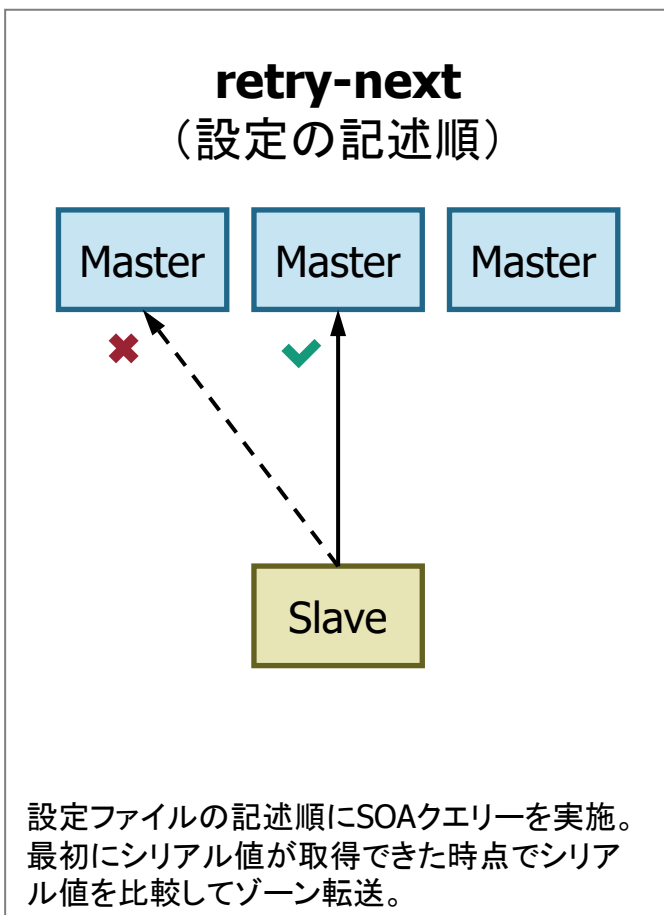 retry-next
（設定の記述順）
Master Master Master
Slave
設定ファイルの記述順にSOAクエリーを実施。
最初にシリアル値が取得できた時点でシリア
ル値を比較してゾーン転送。